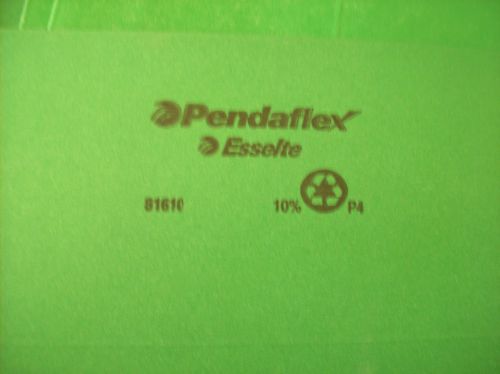 Pendaflex
Esselte
81610 10% P4